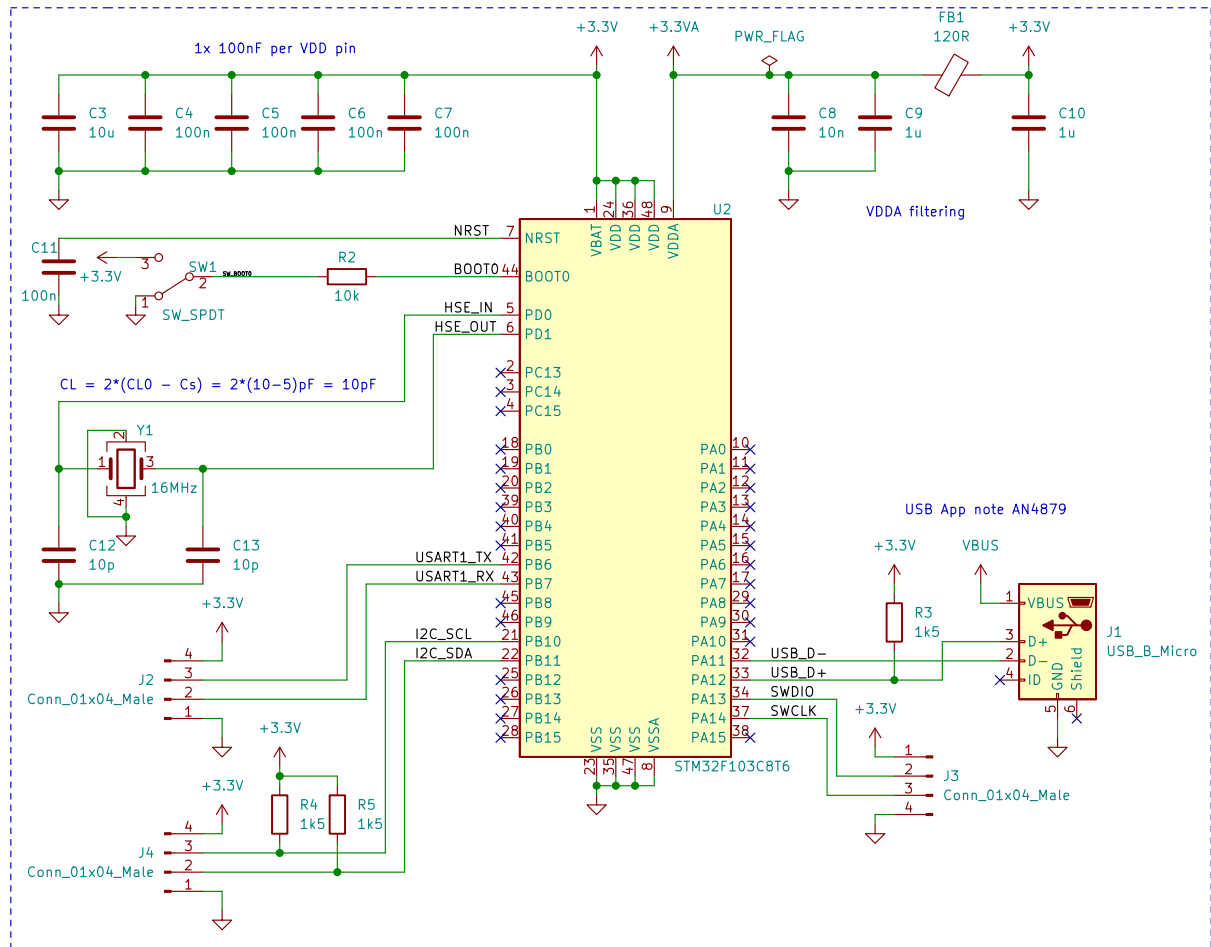 +3.3V
+3.3VA
PWR_FLAG
FB1
120R
+3.3V
1x 100nF per VDD pin
C3
10u
C4
100n
C5
100n
C6
100n
C7
100n
C8
10n
C9
1u
C10
1u
VDDA filtering
U2
1
24
36
48
9
VBAT
VDD
VDD
VDD
VDDA
NRST
7
NRST
C11
100n
+3.3V
3
SW1
2
1
SW_SPDT
SW_BOOT0
R2
10k
BOOT0
44
BOOT0
HSE_IN
5
PD0
HSE_OUT
6
PD1
2
PC13
3
PC14
4
PC15
CL = 2*(CL0 - Cs) = 2*(10-5)pF = 10pF
Y1
2
1
3
4
16MHz
C12
10p
C13
10p
18
PB0
19
PB1
20
PB2
39
PB3
40
PB4
41
PB5
USART1_TX
42
PB6
USART1_RX
43
PB7
45
PB8
46
PB9
I2C_SCL
21
PB10
I2C_SDA
22
PB11
25
PB12
26
PB13
27
PB14
28
PB15
PA0
10
PA1
11
PA2
12
PA3
13
PA4
14
PA5
15
PA6
16
PA7
17
PA8
29
PA9
30
PA10
31
PA11
32
USB_D-
PA12
33
USB_D+
PA13
34
SWDIO
PA14
37
SWCLK
PA15
38
VSS
VSS
VSS
VSSA
23
35
47
8
STM32F103C8T6
USB App note AN4879
+3.3V
VBUS
R3
1k5
1
VBUS
3
D+
2
D-
4
ID
GND
Shield
5
6
J1
USB_B_Micro
+3.3V
1
2
3
4
J3
Conn_01x04_Male
+3.3V
4
3
2
1
J2
Conn_01x04_Male
+3.3V
R4
1k5
R5
1k5
+3.3V
4
3
2
1
J4
Conn_01x04_Male